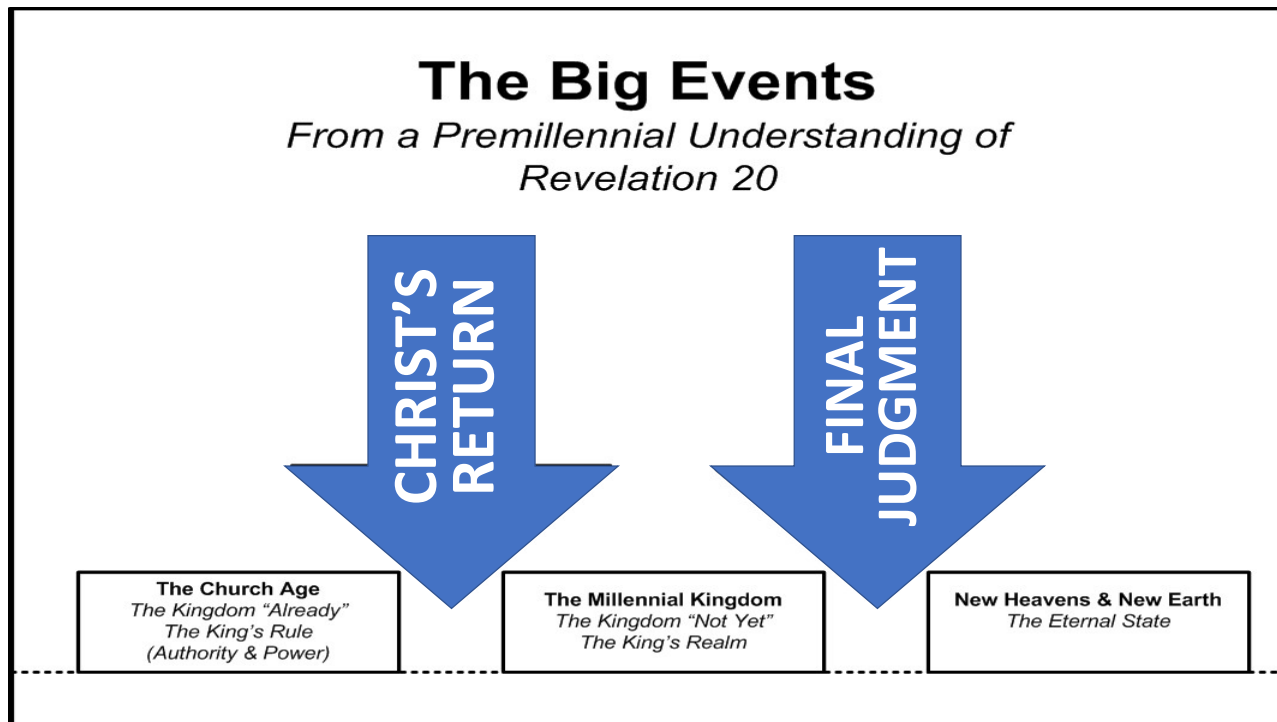 The Big Events
From a Premillennial Understanding of
Revelation 20
CHRIST’S
RETURN
FINAL
JUDGMENT
The Church Age
The Kingdom “Already”
The King’s Rule
(Authority & Power)
The Millennial Kingdom
The Kingdom “Not Yet”
The King’s Realm
New Heavens & New Earth
The Eternal State